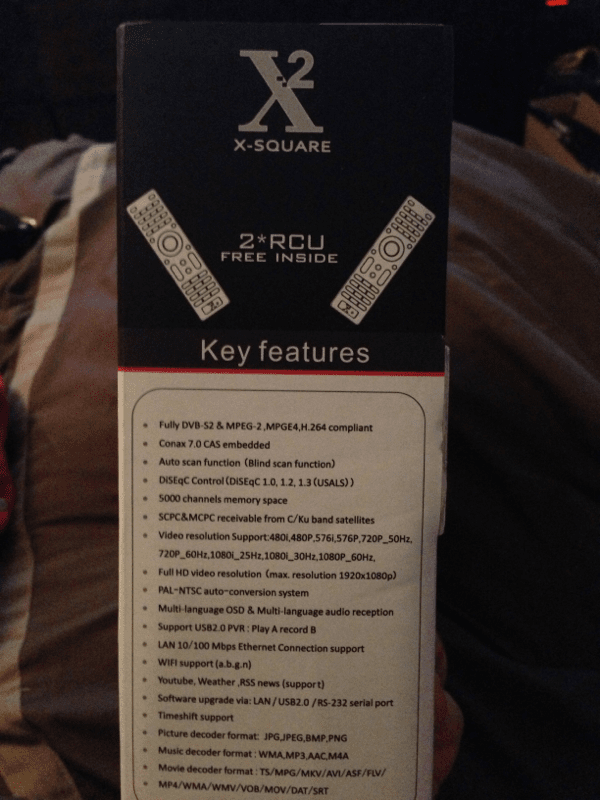 X2
X-SQUARE
2*RCU
FREE INSIDE
Key features
• Fully DVB-S2 & MPEG-2 ,MPGE4,H.264 compliant
• Conax 7.0 CAS embedded
• Auto scan function (Blind scan function)
• DiSEqC Control (DiSEqC 1.0, 1.2, 1.3 (USALS))
• 5000 channels memory space
• SCPC&MCPC receivable from C/Ku band satellites
• Video resolution Support:480i,480P,576i,576P,720P_50Hz,
720P_60Hz,1080i_25Hz,1080i_30Hz,1080P_60Hz,
• Full HD video resolution (max. resolution 1920x1080p)
• PAL-NTSC auto-conversion system
• Multi-language OSD & Multi-language audio reception
• Support USB2.0 PVR : Play A record B
• LAN 10/100 Mbps Ethernet Connection support
• WIFI support (a.b.g.n)
• Youtube, Weather ,RSS news (support)
• Software upgrade via: LAN / USB2.0 /RS-232 serial port
• Timeshift support
• Picture decoder format: JPG,JPEG,BMP,PNG
• Music decoder format : WMA,MP3,AAC,M4A
• Movie decoder format : TS/MPG/MKV/AVI/ASF/FLV/
• MP4/WMA/WMV/VOB/MOV/DAT/SRT